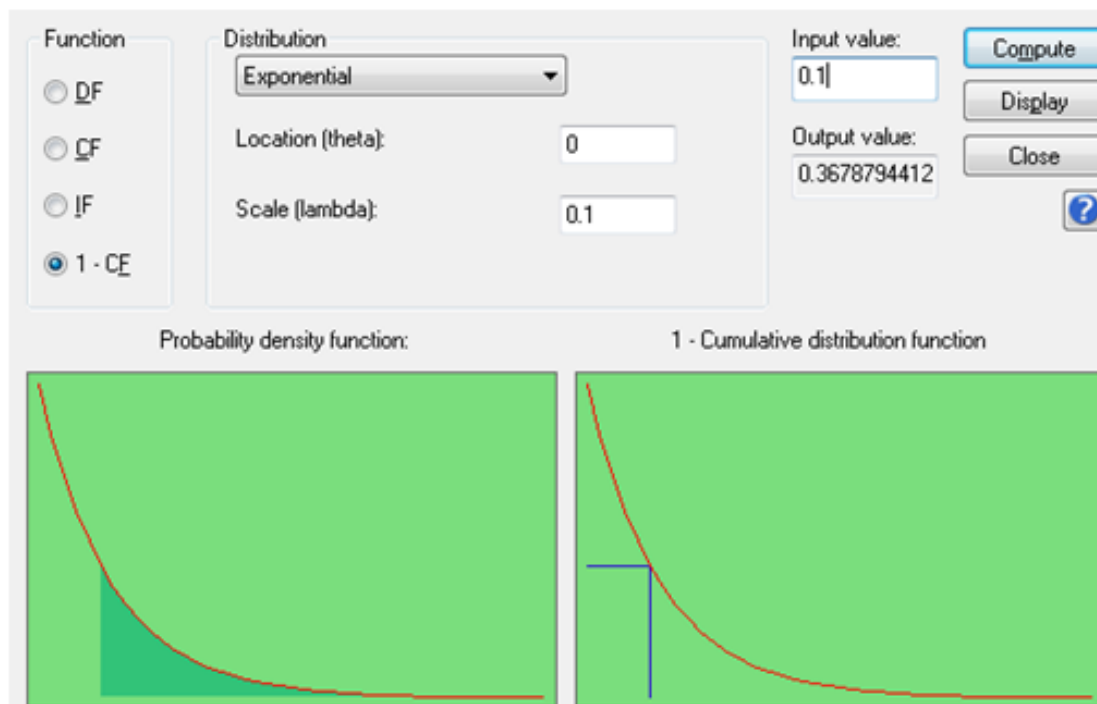 Function
DF
CF
IF
1 - CF
Distribution
Exponential
Location (theta):
0
Scale (lambda):
0.1
Input value:
0.1
Output value:
0.3678794412
Compute
Display
Close
?
Probability density function:
1 - Cumulative distribution function